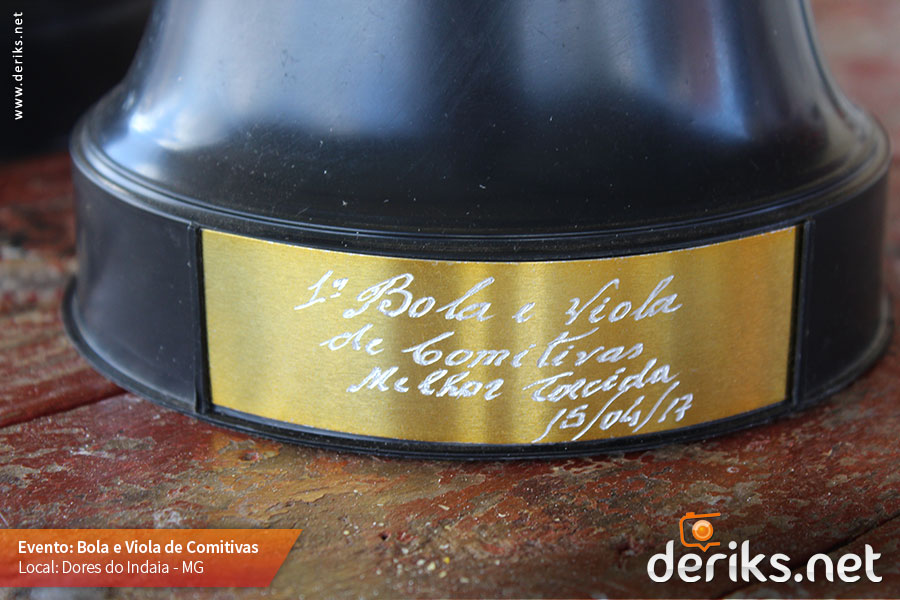 www.deriks.net
1º Bola e Viola
de Comitivas
Melhor Torcida
15/04/17
Evento: Bola e Viola de Comitivas
Local: Dores do Indaia - MG
deriks.net